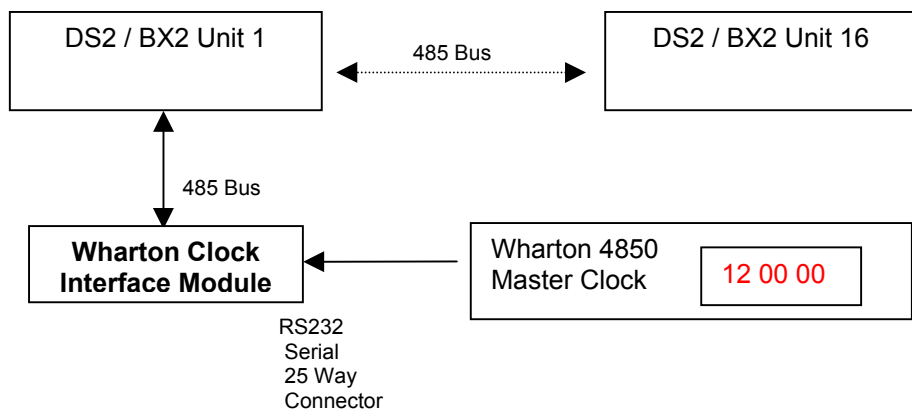 DS2 / BX2 Unit 1
485 Bus
DS2 / BX2 Unit 16
485 Bus
Wharton Clock
Interface Module
Wharton 4850
Master Clock
12 00 00
RS232
Serial
25 Way
Connector